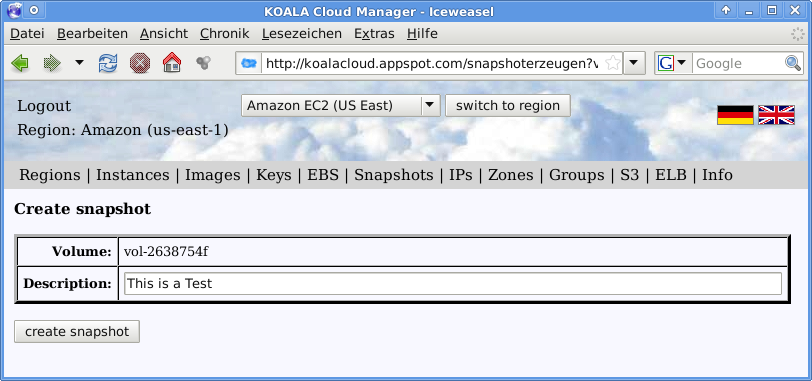 KOALA Cloud Manager - Iceweasel
Datei Bearbeiten Ansicht Chronik Lesezeichen Extras Hilfe
http://koalacloud.appspot.com/snapshoterzeugen?v G Google
Logout Amazon EC2 (US East) switch to region
Region: Amazon (us-east-1)
Regions | Instances | Images | Keys | EBS | Snapshots | IPs | Zones | Groups | S3 | ELB | Info
Create snapshot
Volume: vol-2638754f
Description: This is a Test
create snapshot